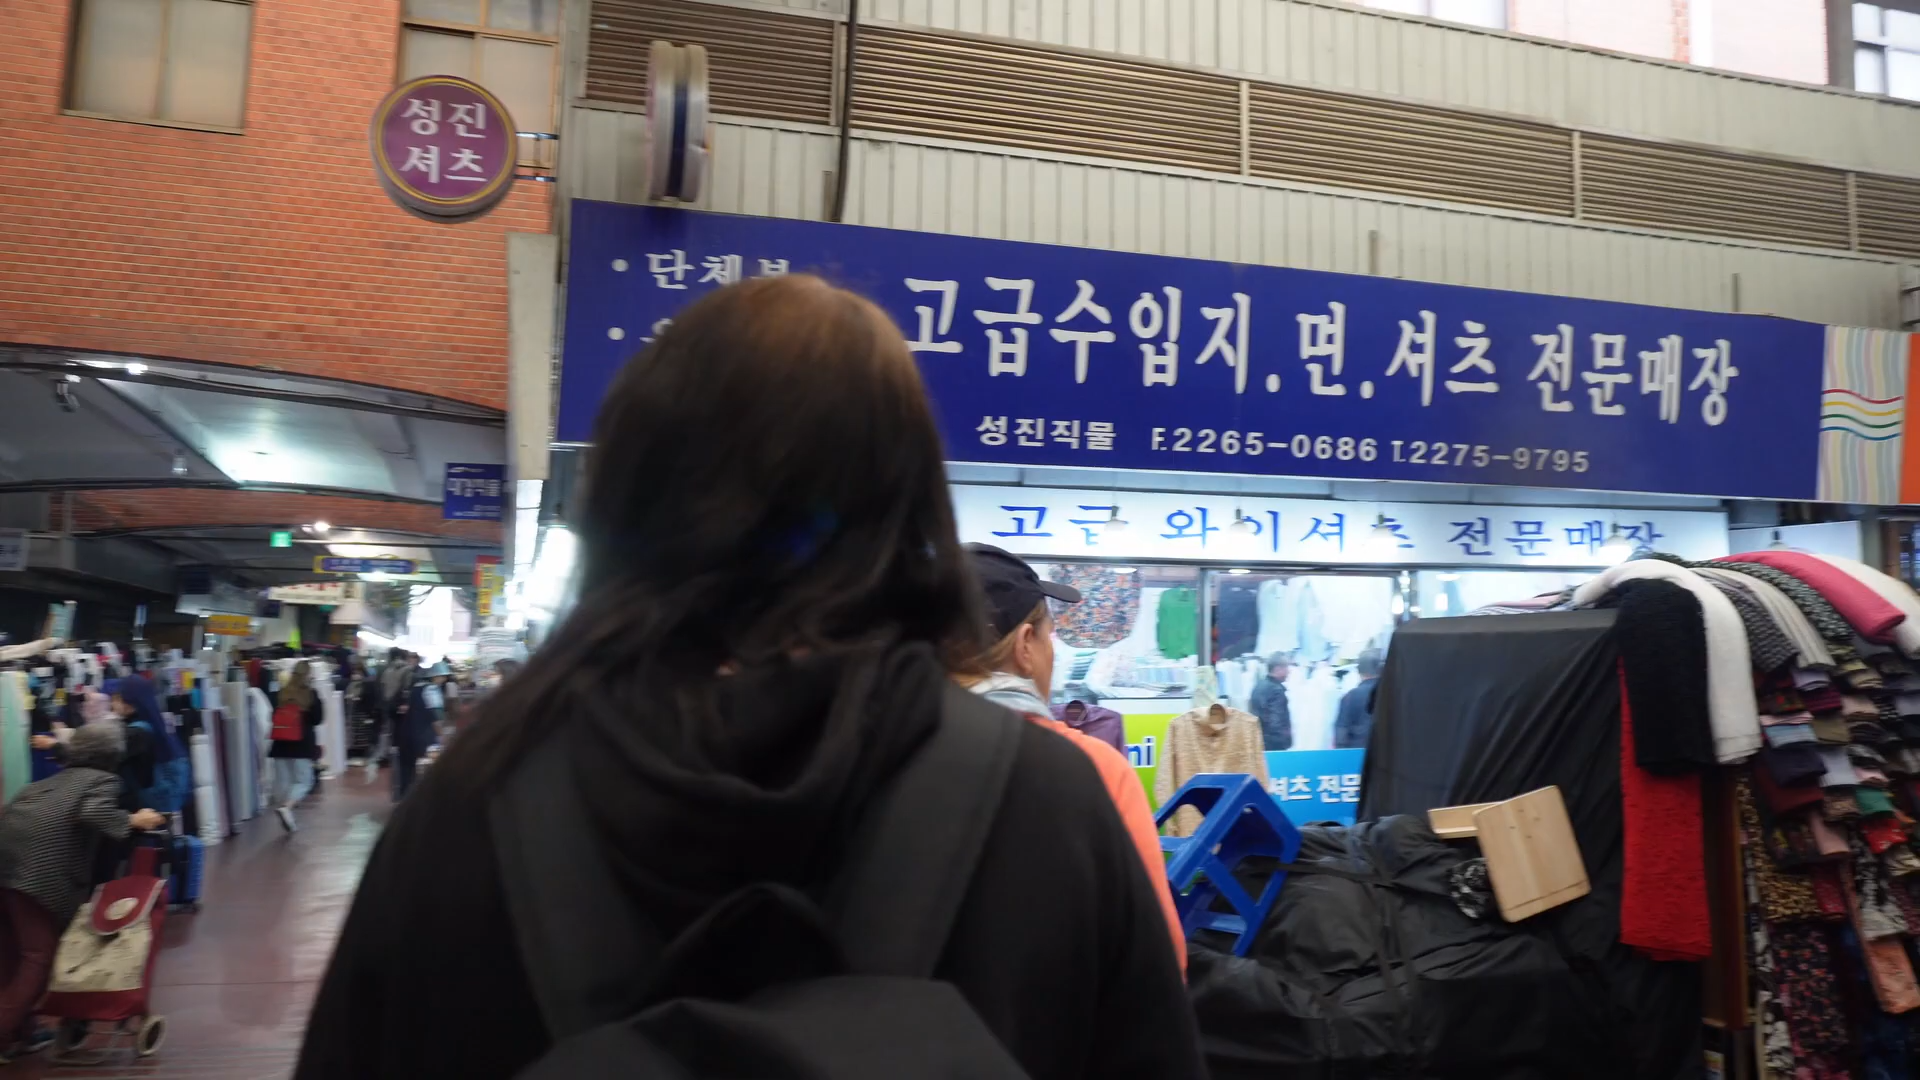 성진
셔츠
단체
고급수입지.면.셔츠 전문매장
성진직물 F.2265-0686 T.2275-9795
고급 와이셔츠 전문매장
셔츠 전문